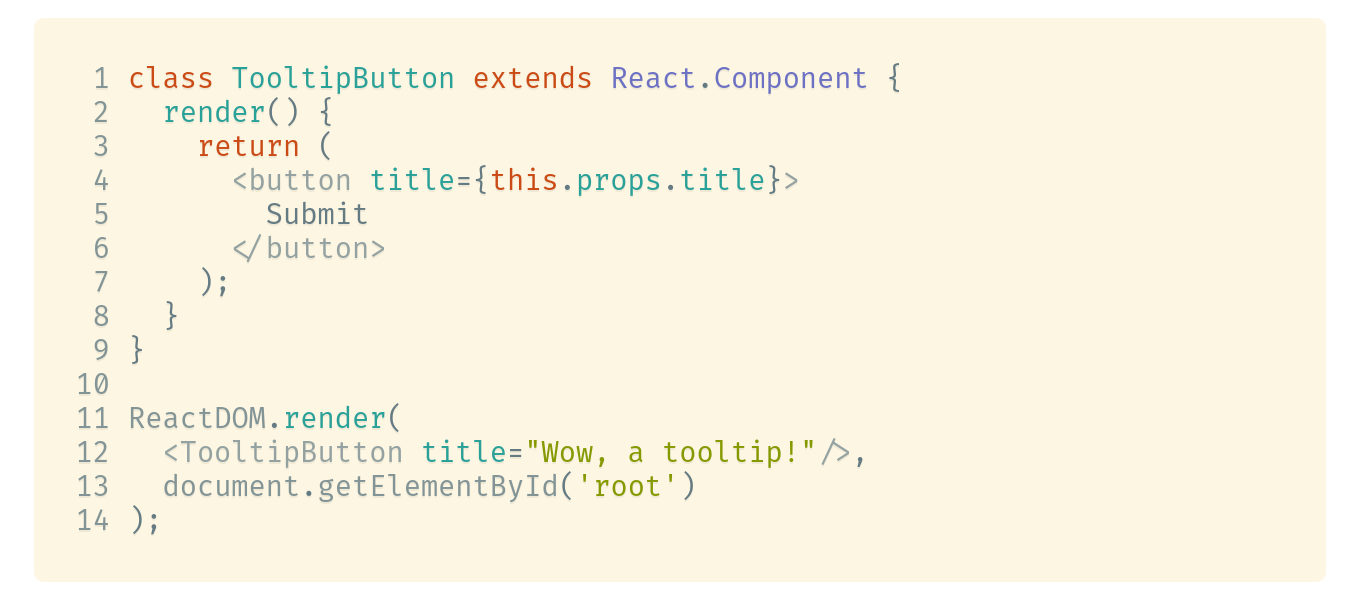 1 class TooltipButton extends React.Component {
2   render() {
3     return (
4       <button title={this.props.title}>
5         Submit
6       </button>
7     );
8   }
9 }
10
11 ReactDOM.render(
12   <TooltipButton title="Wow, a tooltip!"/>,
13   document.getElementById('root')
14 );